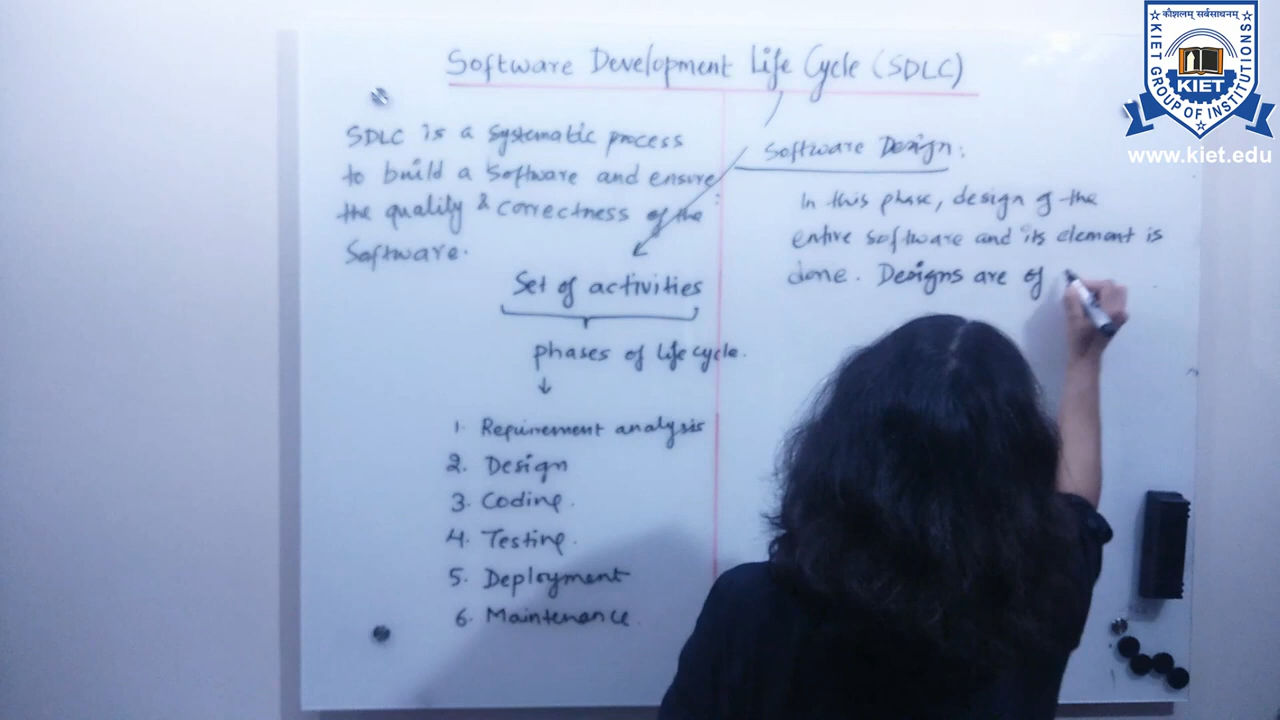 Software Development Life Cycle (SDLC)
SDLC is a systematic process
to build a software and ensure
the quality & correctness of the
software.
Set of activities
phases of life cycle.
1. Requirement analysis
2. Design
3. Coding.
4. Testing.
5. Deployment
6. Maintenance.
Software Design:
In this phase, design of the
entire software and its element is
done. Designs are of
कौशलम् सर्वसाधनम्
KIET GROUP OF INSTITUTIONS
KIET
www.kiet.edu